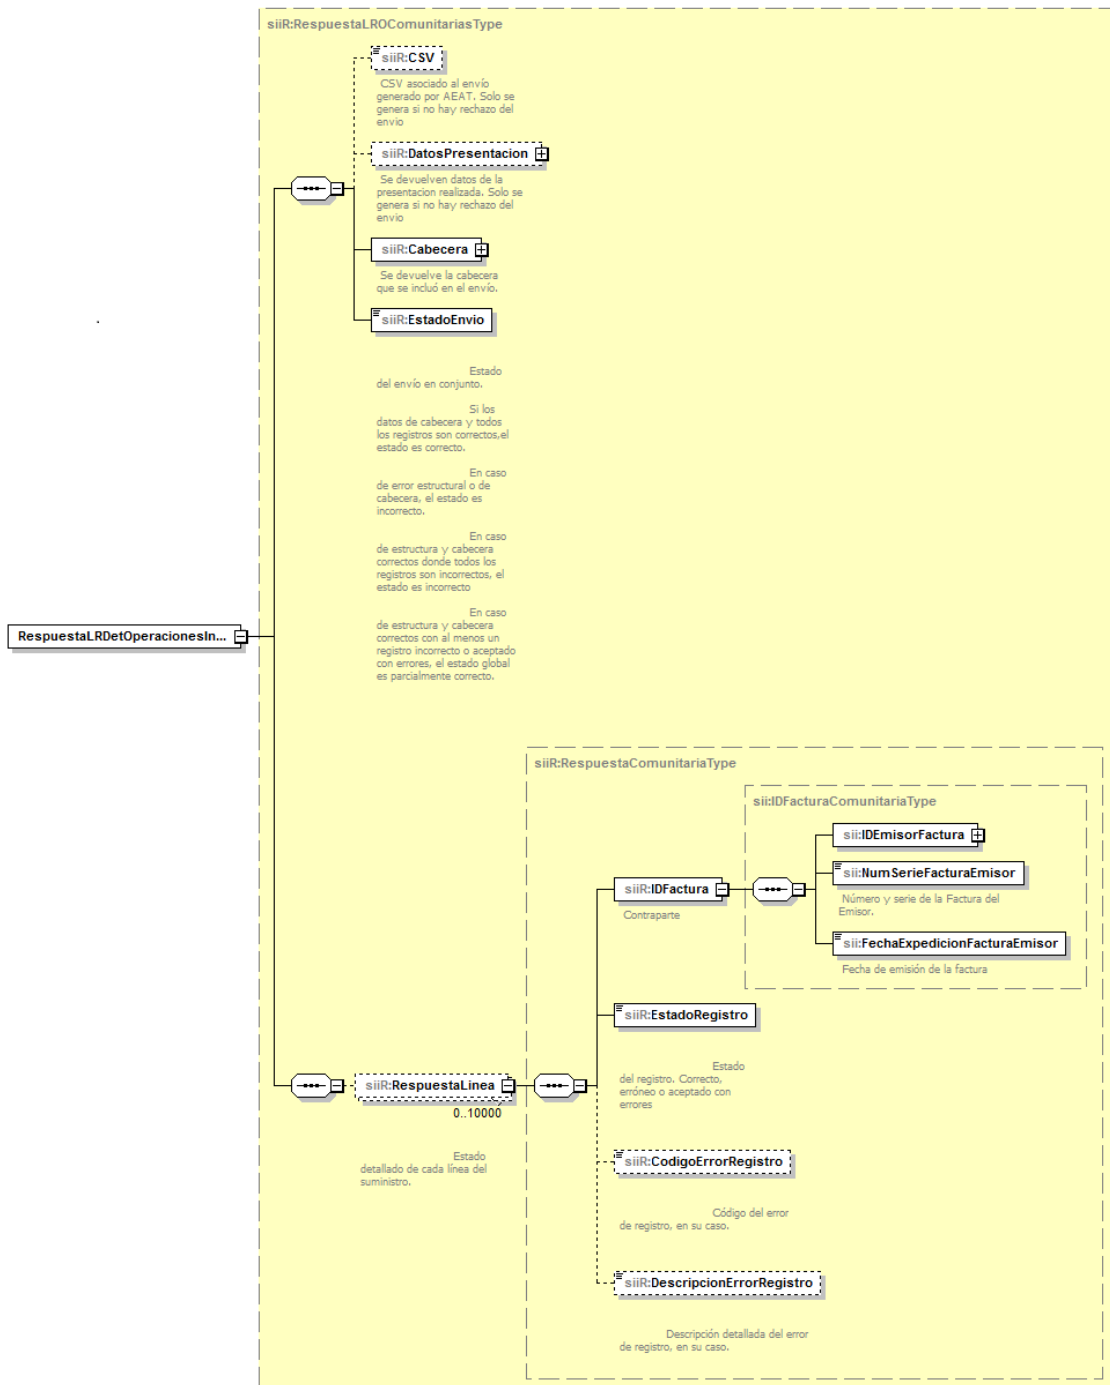 siiR:RespuestaLROComunitariasType
siiR:CSV
CSV asociado al envío
generado por AEAT. Solo se
genera si no hay rechazo del
envio
siiR:DatosPresentacion
Se devuelven datos de la
presentacion realizada. Solo se
genera si no hay rechazo del
envio
siiR:Cabecera
Se devuelve la cabecera
que se incluó en el envío.
siiR:EstadoEnvio
Estado
del envío en conjunto.
Si los
datos de cabecera y todos
los registros son correctos,el
estado es correcto.
En caso
de error estructural o de
cabecera, el estado es
incorrecto.
En caso
de estructura y cabecera
correctos donde todos los
registros son incorrectos, el
estado es incorrecto
En caso
de estructura y cabecera
correctos con al menos un
registro incorrecto o aceptado
con errores, el estado global
es parcialmente correcto.
RespuestaLRDetOperacionesIn...
siiR:RespuestaComunitariaType
sii:IDFacturaComunitariaType
sii:IDEmisorFactura
sii:NumSerieFacturaEmisor
Número y serie de la Factura del
Emisor.
sii:FechaExpedicionFacturaEmisor
Fecha de emisión de la factura
siiR:IDFactura
Contraparte
siiR:EstadoRegistro
Estado
del registro. Correcto,
erróneo o aceptado con
errores
siiR:RespuestaLinea
0..10000
Estado
detallado de cada línea del
suministro.
siiR:CodigoErrorRegistro
Código del error
de registro, en su caso.
siiR:DescripcionErrorRegistro
Descripción detallada del error
de registro, en su caso.